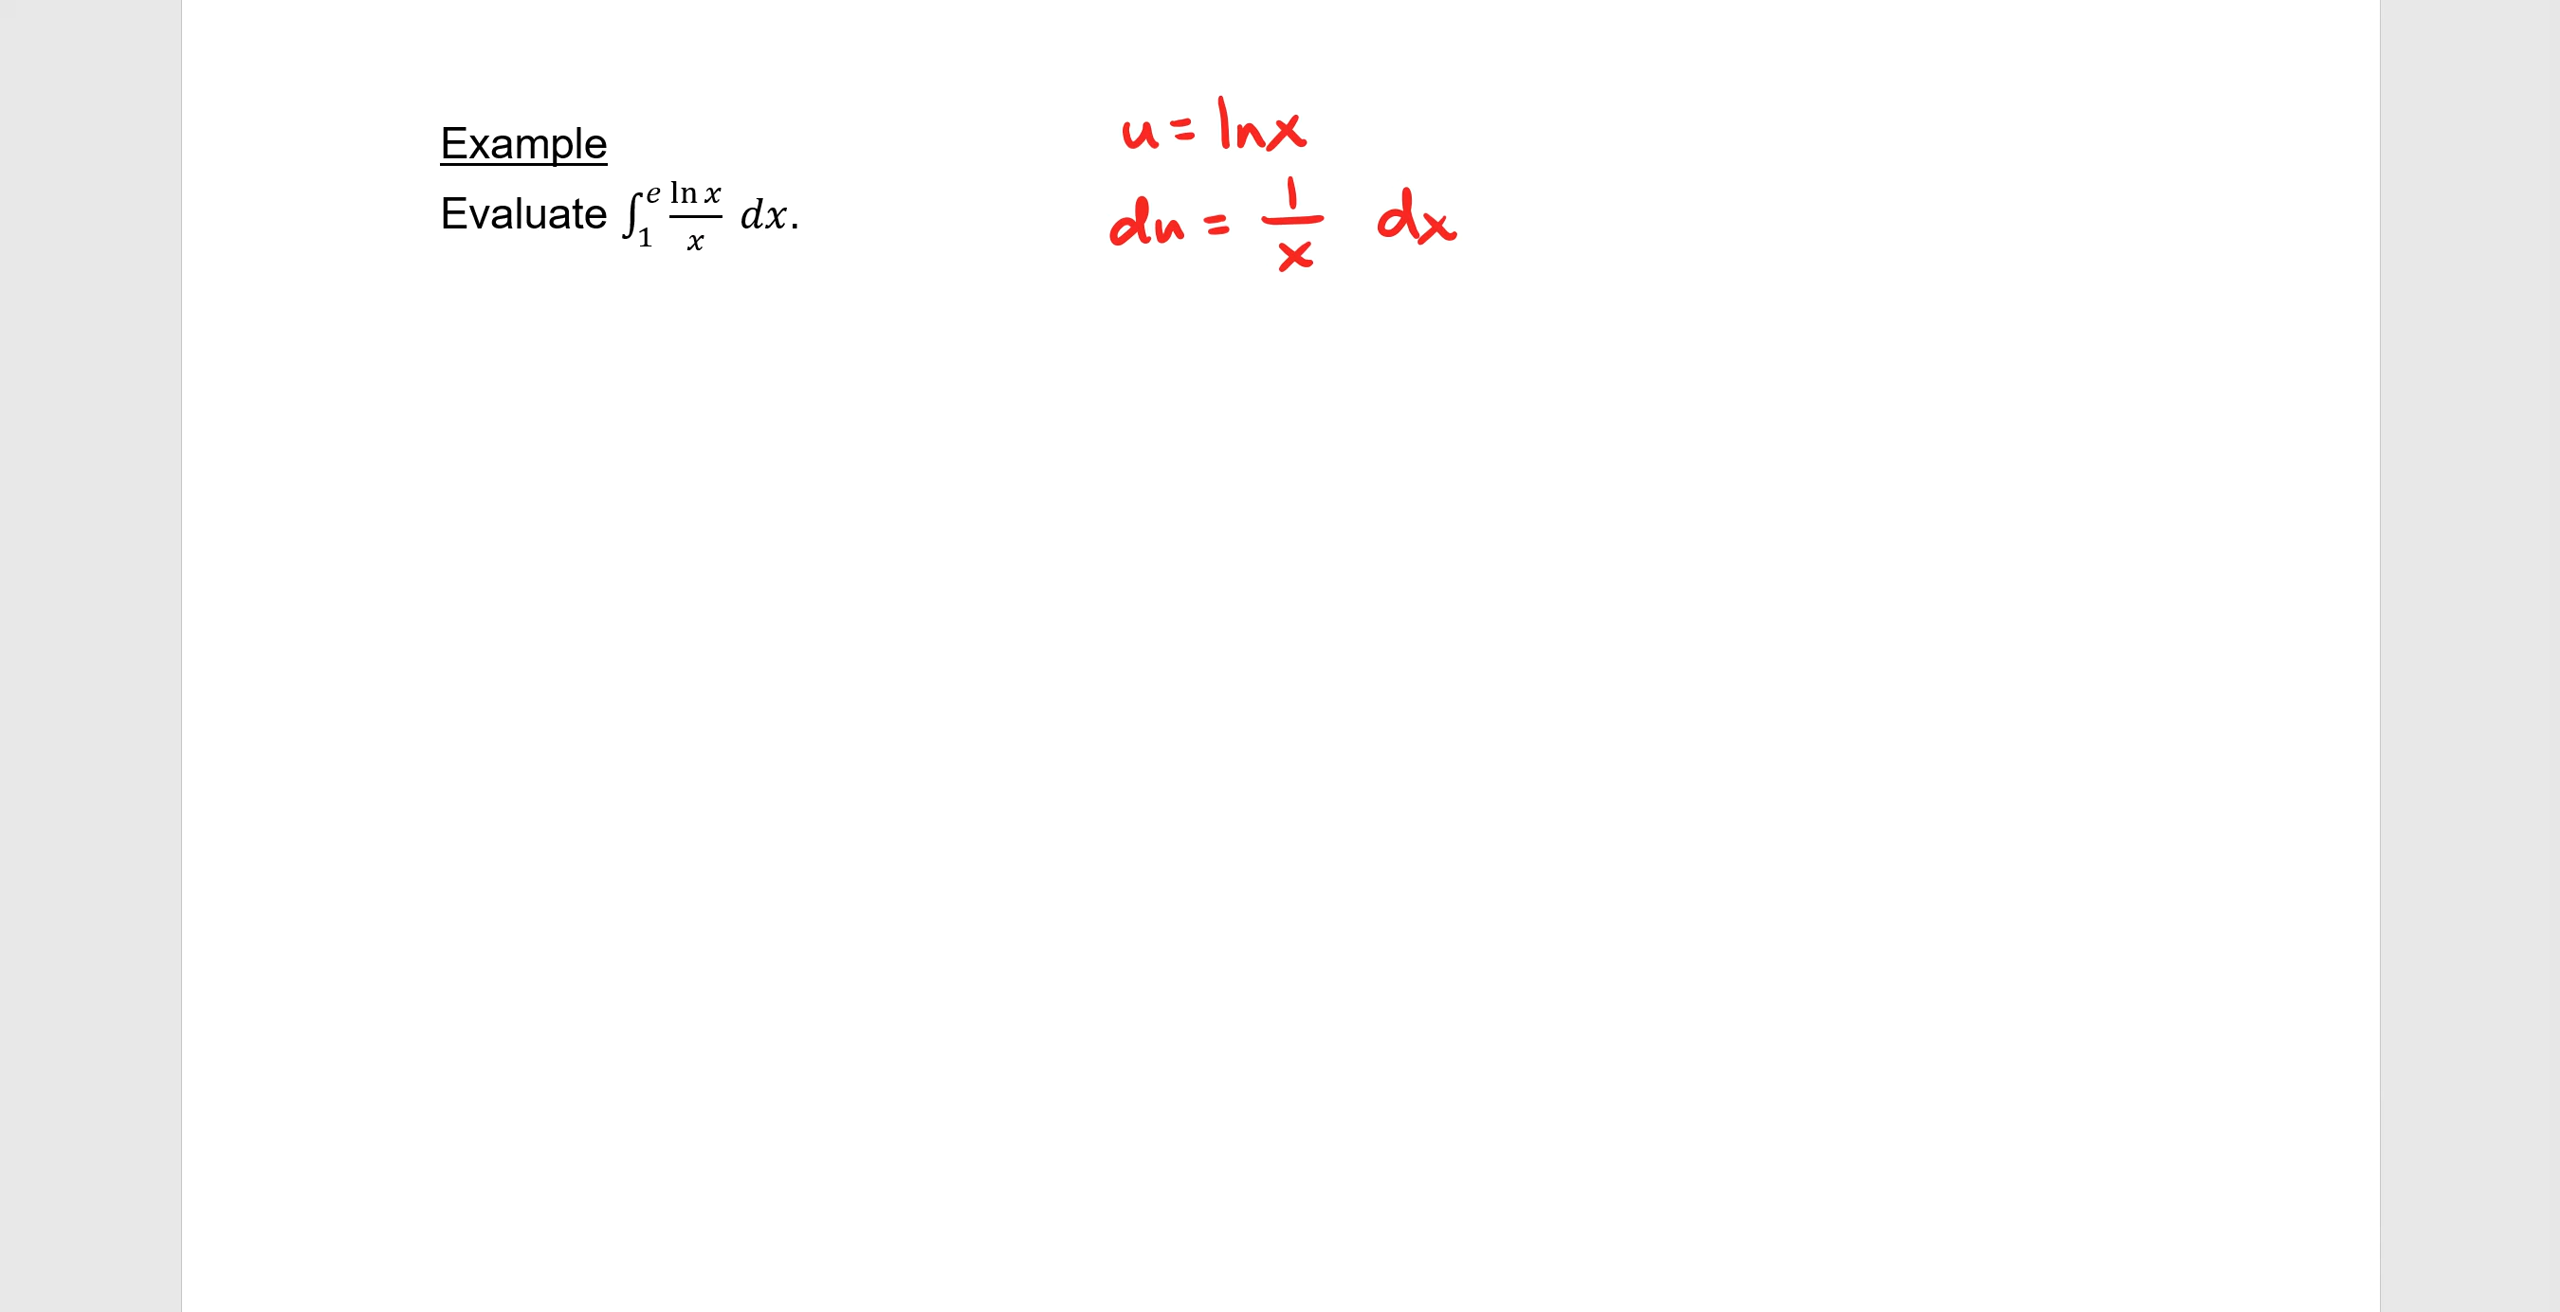 Example
Evaluate ∫₁ᵉ ln x / x dx.
u = ln x
du = 1/x dx